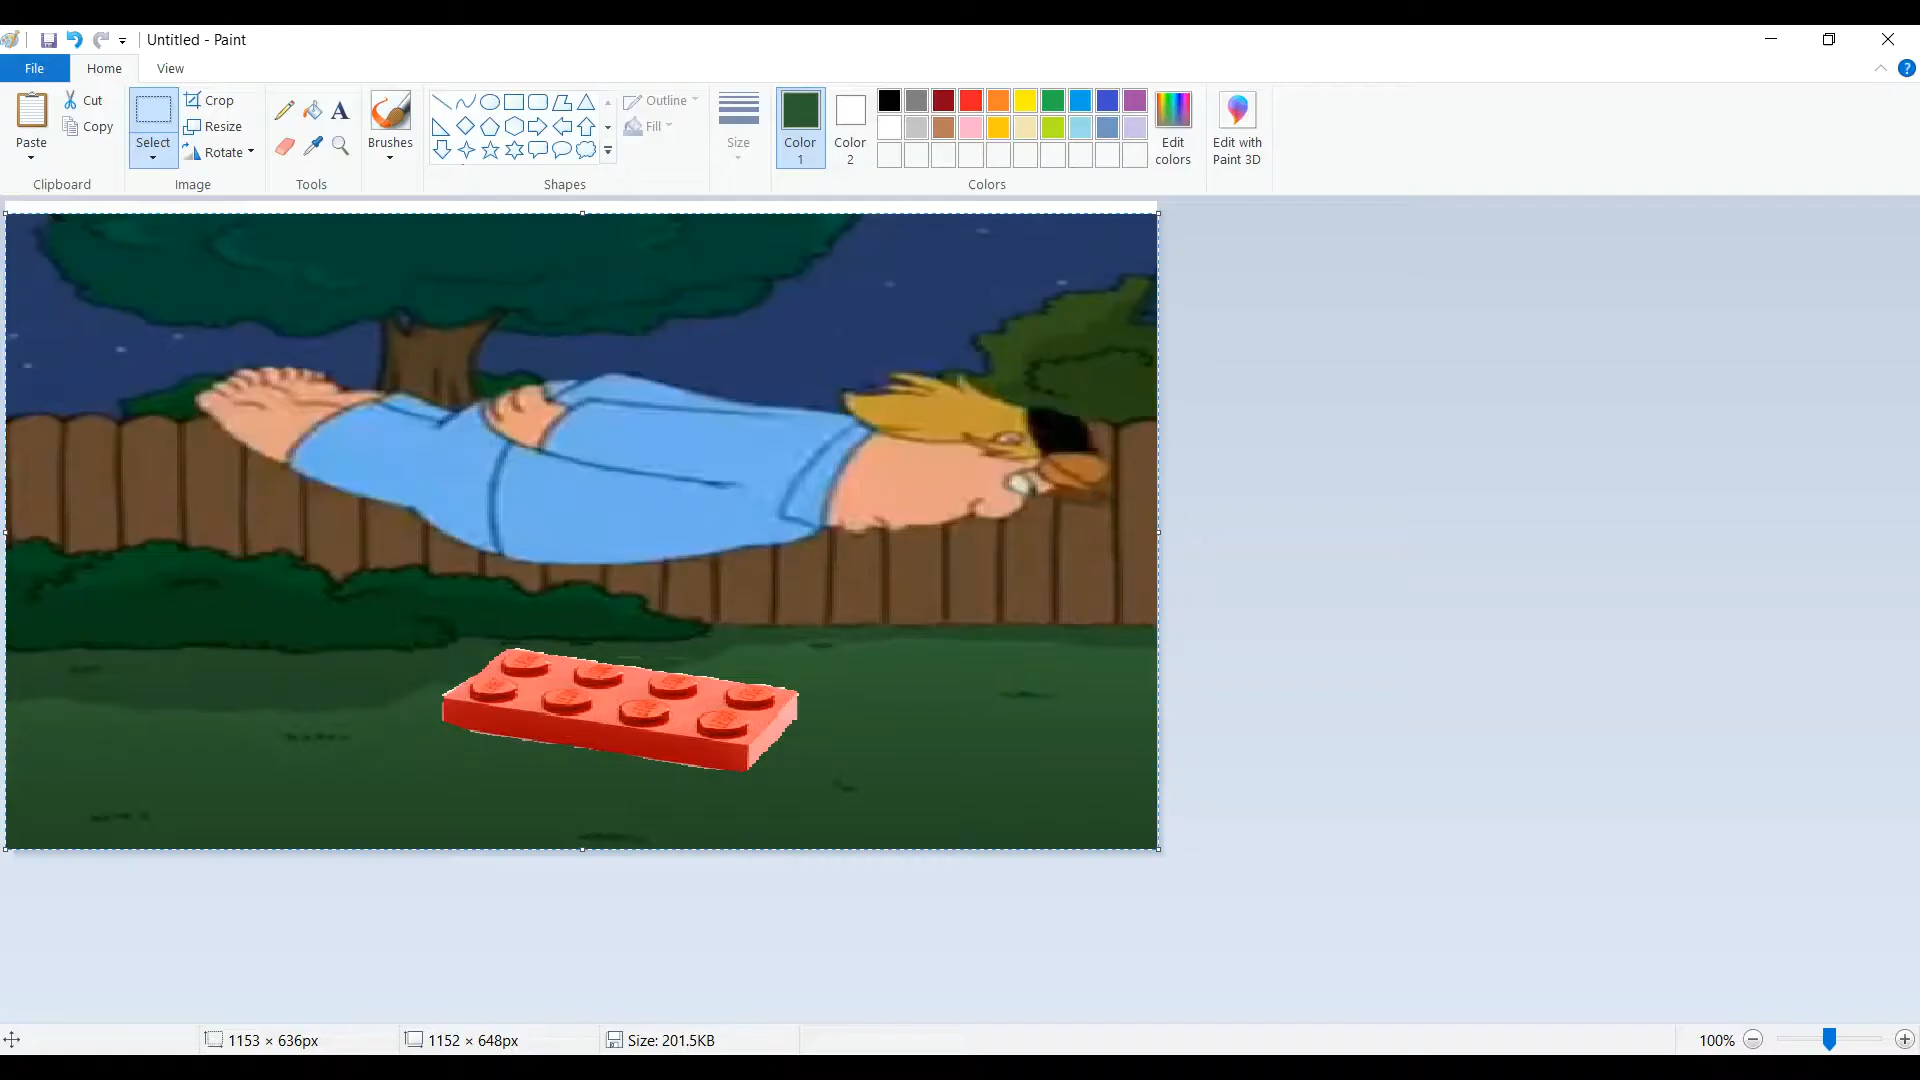 Untitled - Paint
File
Home
View
Paste
Cut
Copy
Clipboard
Select
Crop
Resize
Rotate
Image
Tools
Brushes
Shapes
Outline
Fill
Size
Color
1
Color
2
Colors
Edit
colors
Edit with
Paint 3D
1153 × 636px
1152 × 648px
Size: 201.5KB
100%